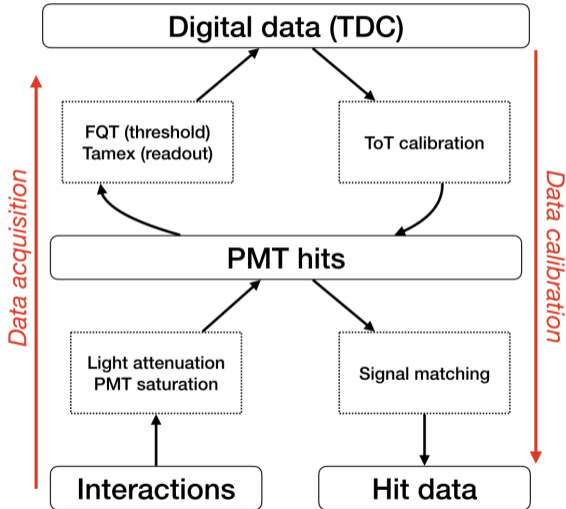 Digital data (TDC)
FQT (threshold)
Tamex (readout)
ToT calibration
Data acquisition
Data calibration
PMT hits
Light attenuation
PMT saturation
Signal matching
Interactions
Hit data